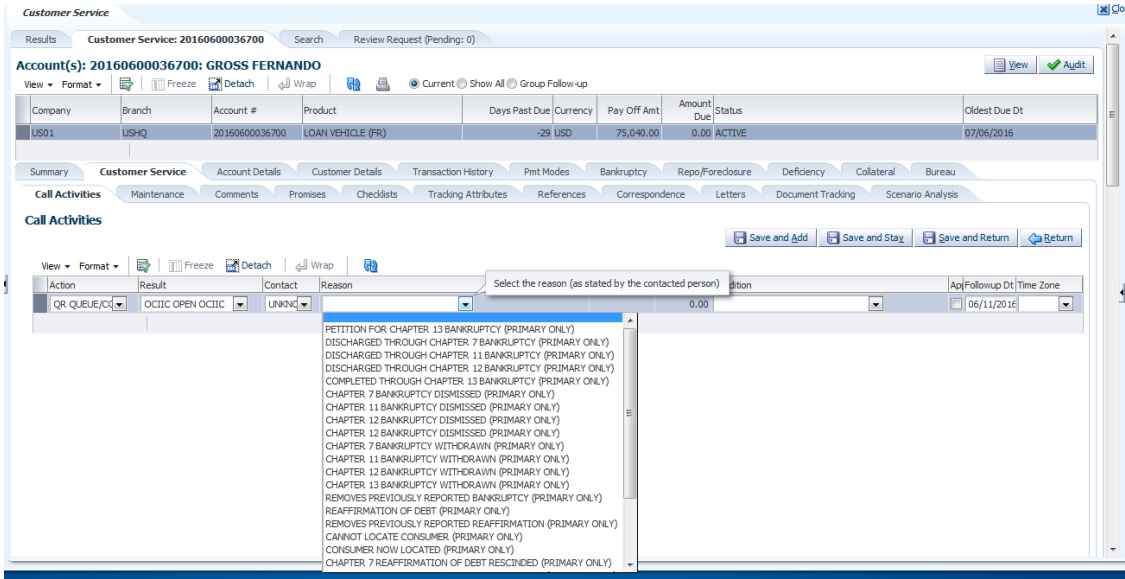 Customer Service
Clo
Results Customer Service: 20160600036700 Search Review Request (Pending: 0)
Account(s): 20160600036700: GROSS FERNANDO
View Audit
View Format Freeze Detach Wrap Current Show All Group Follow-up
Company Branch Account # Product Days Past Due Currency Pay Off Amt Amount Due Status Oldest Due Dt
US01 USHQ 20160600036700 LOAN VEHICLE (FR) -29 USD 75,040.00 0.00 ACTIVE 07/06/2016
Summary Customer Service Account Details Customer Details Transaction History Pmt Modes Bankruptcy Repo/Foreclosure Deficiency Collateral Bureau
Call Activities Maintenance Comments Promises Checklists Tracking Attributes References Correspondence Letters Document Tracking Scenario Analysis
Call Activities
Save and Add Save and Stay Save and Return Return
View Format Freeze Detach Wrap
Select the reason (as stated by the contacted person)
Action Result Contact Reason dition Ap Followup Dt Time Zone
QR QUEUE/CO OCIIC OPEN OCIIC UNKNO 0.00 06/11/2016
PETITION FOR CHAPTER 13 BANKRUPTCY (PRIMARY ONLY)
DISCHARGED THROUGH CHAPTER 7 BANKRUPTCY (PRIMARY ONLY)
DISCHARGED THROUGH CHAPTER 11 BANKRUPTCY (PRIMARY ONLY)
DISCHARGED THROUGH CHAPTER 12 BANKRUPTCY (PRIMARY ONLY)
COMPLETED THROUGH CHAPTER 13 BANKRUPTCY (PRIMARY ONLY)
CHAPTER 7 BANKRUPTCY DISMISSED (PRIMARY ONLY)
CHAPTER 11 BANKRUPTCY DISMISSED (PRIMARY ONLY)
CHAPTER 12 BANKRUPTCY DISMISSED (PRIMARY ONLY)
CHAPTER 12 BANKRUPTCY DISMISSED (PRIMARY ONLY)
CHAPTER 7 BANKRUPTCY WITHDRAWN (PRIMARY ONLY)
CHAPTER 11 BANKRUPTCY WITHDRAWN (PRIMARY ONLY)
CHAPTER 12 BANKRUPTCY WITHDRAWN (PRIMARY ONLY)
CHAPTER 13 BANKRUPTCY WITHDRAWN (PRIMARY ONLY)
REMOVES PREVIOUSLY REPORTED BANKRUPTCY (PRIMARY ONLY)
REAFFIRMATION OF DEBT (PRIMARY ONLY)
REMOVES PREVIOUSLY REPORTED REAFFIRMATION (PRIMARY ONLY)
CANNOT LOCATE CONSUMER (PRIMARY ONLY)
CONSUMER NOW LOCATED (PRIMARY ONLY)
CHAPTER 7 REAFFIRMATION OF DEBT RESCINDED (PRIMARY ONLY)